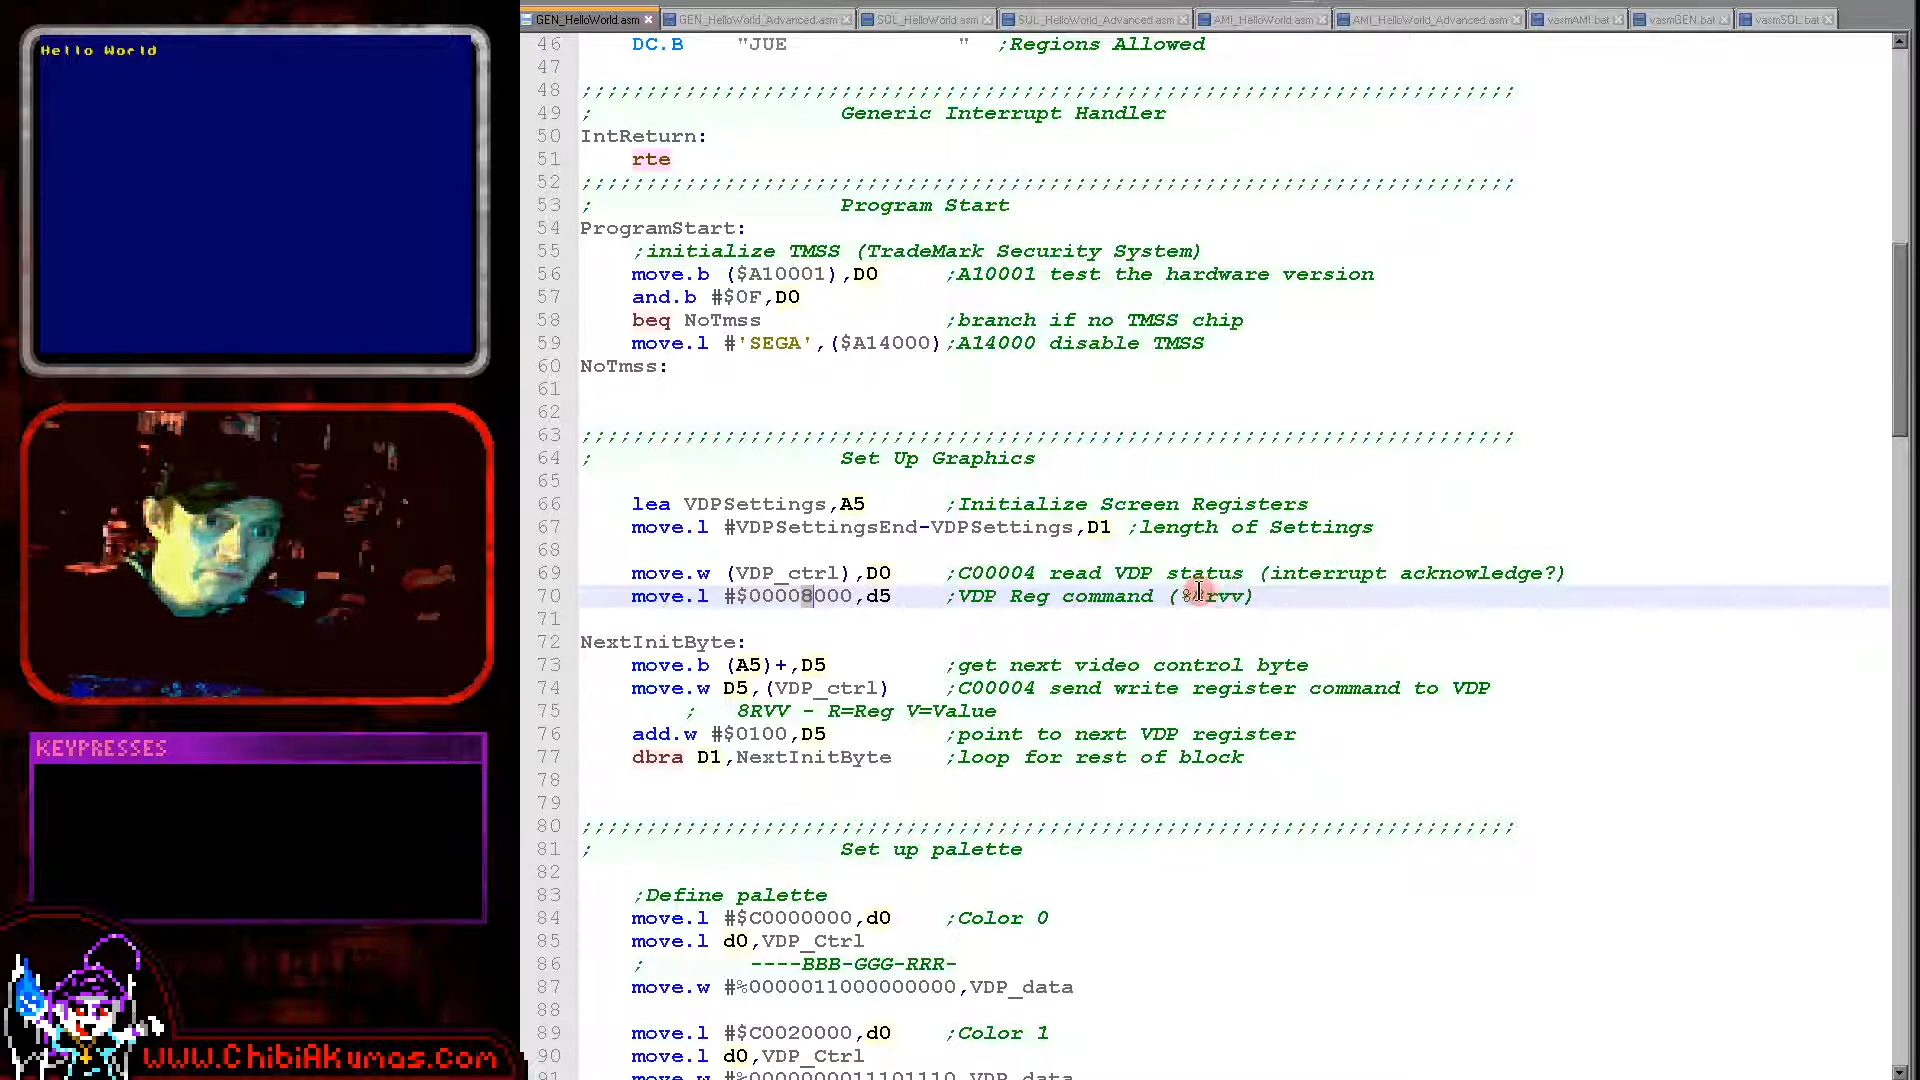 Hello World
KEYPRESSES
www.ChibiAkumas.com
GEN_HelloWorld.asm GEN_HelloWorld_Advanced.asm SOL_HelloWorld.asm SUL_HelloWorld_Advanced.asm AMI_HelloWorld.asm AMI_HelloWorld_Advanced.asm vasmAMI.bat vasmGEN.bat vasmSQL.bat
46 DC.B "JUE " ;Regions Allowed
47
48 ;;;;;;;;;;;;;;;;;;;;;;;;;;;;;;;;;;;;;;;;;;;;;;;;;;;;;;;;;;;;;;;;;;;;;;;;
49 ; Generic Interrupt Handler
50 IntReturn:
51 rte
52 ;;;;;;;;;;;;;;;;;;;;;;;;;;;;;;;;;;;;;;;;;;;;;;;;;;;;;;;;;;;;;;;;;;;;;;;;
53 ; Program Start
54 ProgramStart:
55 ;initialize TMSS (TradeMark Security System)
56 move.b ($A10001),D0 ;A10001 test the hardware version
57 and.b #$0F,D0
58 beq NoTmss ;branch if no TMSS chip
59 move.l #'SEGA',($A14000);A14000 disable TMSS
60 NoTmss:
61
62
63 ;;;;;;;;;;;;;;;;;;;;;;;;;;;;;;;;;;;;;;;;;;;;;;;;;;;;;;;;;;;;;;;;;;;;;;;;
64 ; Set Up Graphics
65
66 lea VDPSettings,A5 ;Initialize Screen Registers
67 move.l #VDPSettingsEnd-VDPSettings,D1 ;length of Settings
68
69 move.w (VDP_ctrl),D0 ;C00004 read VDP status (interrupt acknowledge?)
70 move.l #$00008000,d5 ;VDP Reg command
71
72 NextInitByte:
73 move.b (A5)+,D5 ;get next video control byte
74 move.w D5,(VDP_ctrl) ;C00004 send write register command to VDP
75 ; 8RVV - R=Reg V=Value
76 add.w #$0100,D5 ;point to next VDP register
77 dbra D1,NextInitByte ;loop for rest of block
78
79
80 ;;;;;;;;;;;;;;;;;;;;;;;;;;;;;;;;;;;;;;;;;;;;;;;;;;;;;;;;;;;;;;;;;;;;;;;;
81 ; Set up palette
82
83 ;Define palette
84 move.l #$C0000000,d0 ;Color 0
85 move.l d0,VDP_Ctrl
86 ; ----BBB-GGG-RRR-
87 move.w #%0000011000000000,VDP_data
88
89 move.l #$C0020000,d0 ;Color 1
90 move.l d0,VDP_Ctrl
91 move.w #%0000000011101110,VDP_data